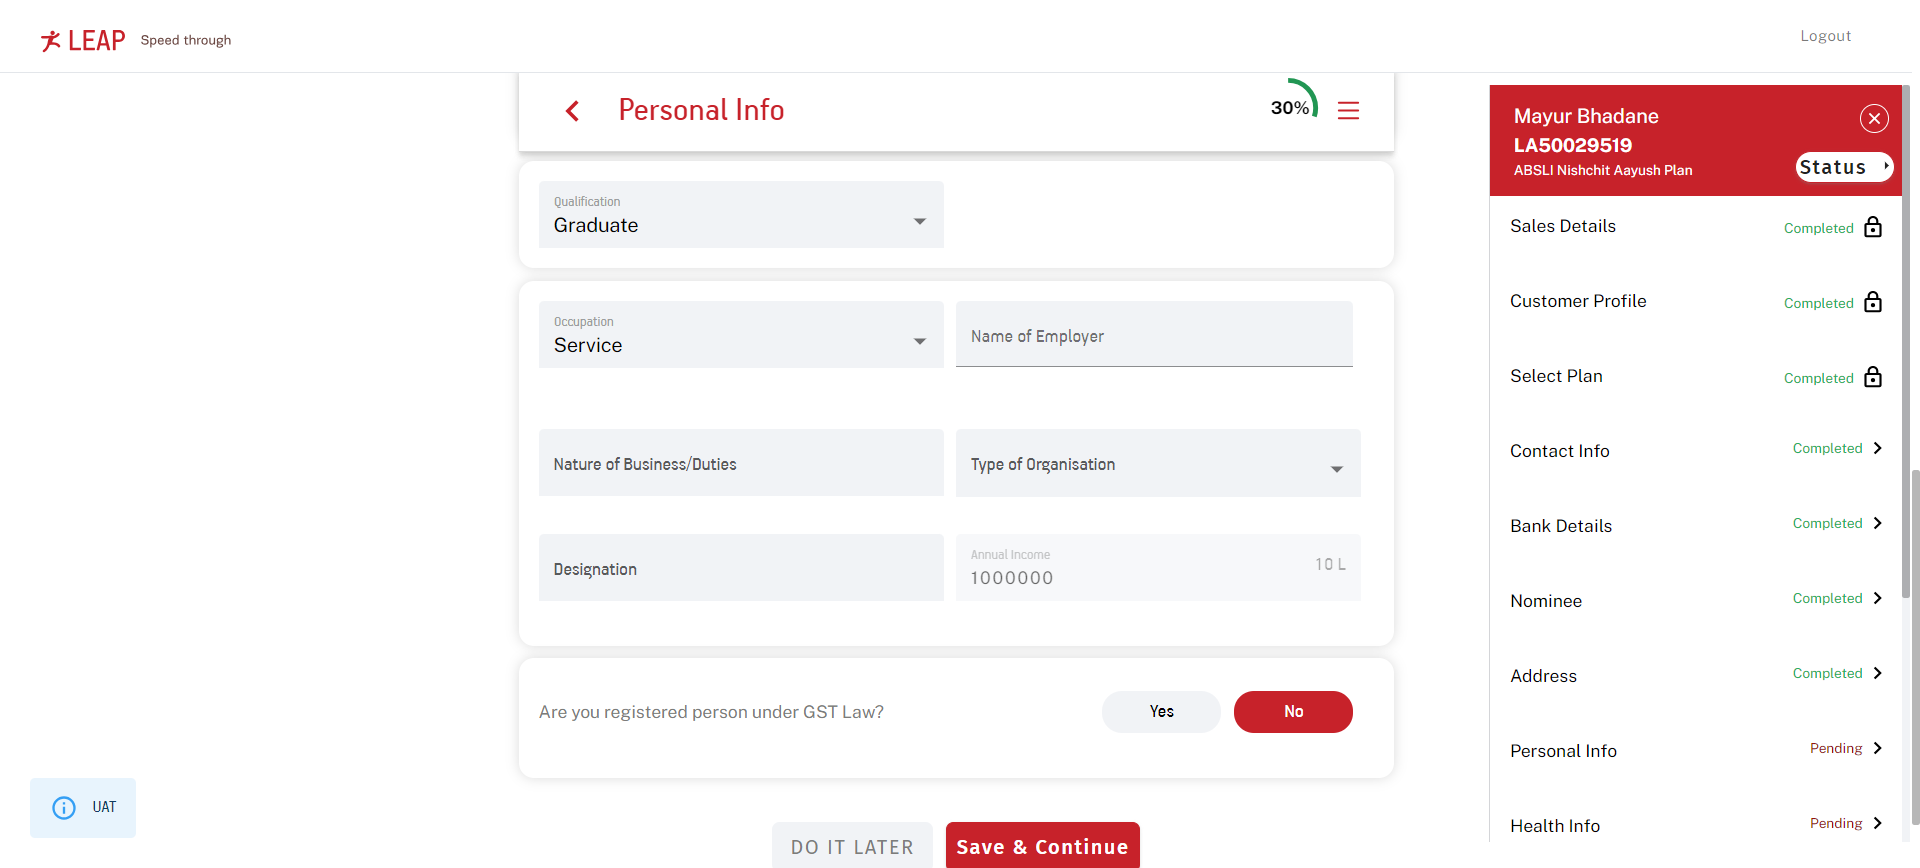 LEAP Speed through
Logout
Personal Info
30%
Qualification
Graduate
Occupation
Service
Name of Employer
Nature of Business/Duties
Type of Organisation
Designation
Annual Income
1000000
10 L
Are you registered person under GST Law?
Yes
No
DO IT LATER
Save & Continue
UAT
Mayur Bhadane
LA50029519
ABSLI Nishchit Aayush Plan
Status
Sales Details Completed
Customer Profile Completed
Select Plan Completed
Contact Info Completed
Bank Details Completed
Nominee Completed
Address Completed
Personal Info Pending
Health Info Pending